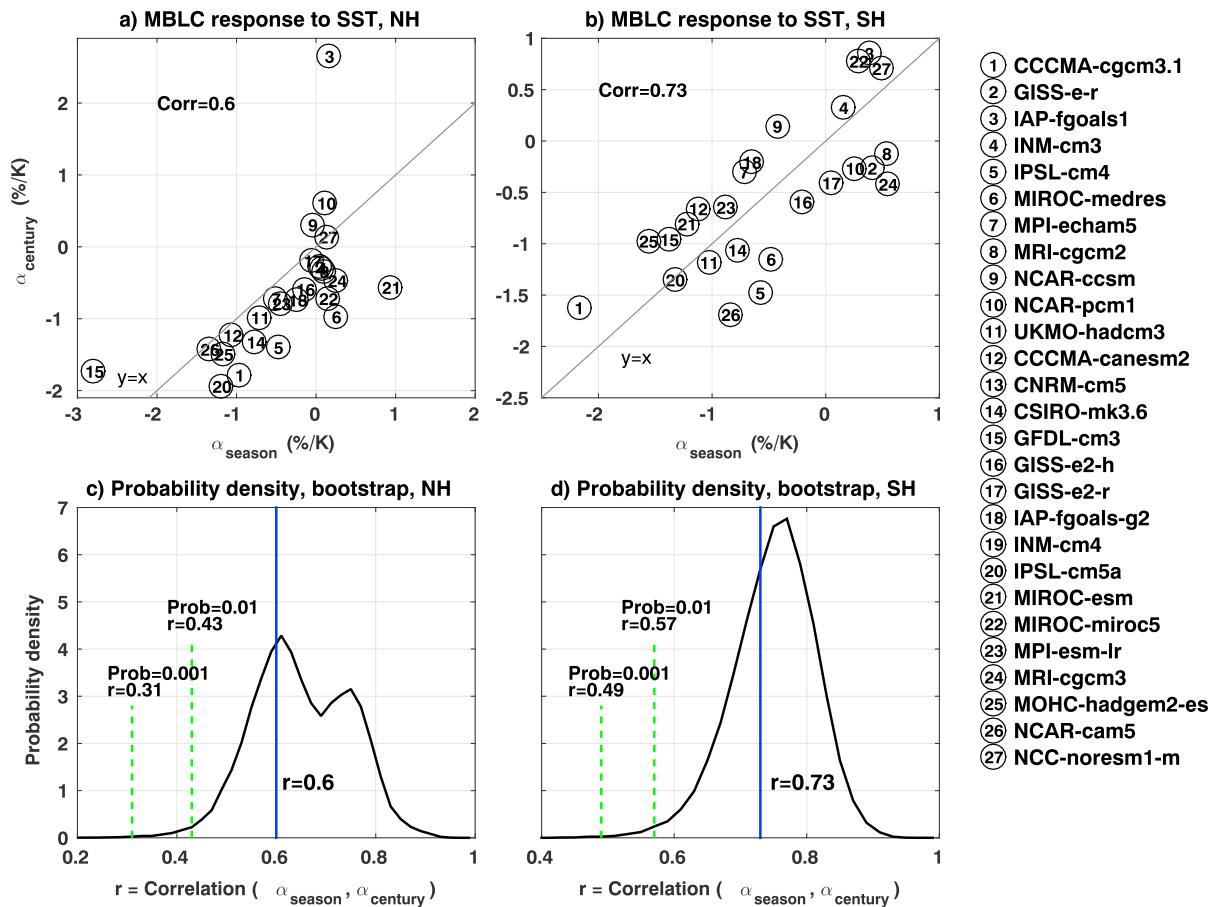 a) MBLC response to SST, NH
Corr=0.6
y=x
3
10
9
27
24
21
16
22
6
7
23
18
11
12
14
5
26
25
1
20
15
2
1
0
-1
-2
-3
-2
-1
0
1
2
α century (%/K)
α season (%/K)
b) MBLC response to SST, SH
Corr=0.73
y=x
3
22
27
4
9
18
7
8
10
2
24
17
16
12
23
21
25
15
14
11
6
20
5
1
26
1
0.5
0
-0.5
-1
-1.5
-2
-2.5
-2
-1
0
1
α season (%/K)
c) Probability density, bootstrap, NH
Prob=0.01
r=0.43
Prob=0.001
r=0.31
r=0.6
7
6
5
4
3
2
1
0
0.2
0.4
0.6
0.8
1
Probability density
r = Correlation ( α season, α century)
d) Probability density, bootstrap, SH
Prob=0.01
r=0.57
Prob=0.001
r=0.49
r=0.73
0.4
0.6
0.8
1
r = Correlation ( α season, α century)
1 CCCMA-cgcm3.1
2 GISS-e-r
3 IAP-fgoals1
4 INM-cm3
5 IPSL-cm4
6 MIROC-medres
7 MPI-echam5
8 MRI-cgcm2
9 NCAR-ccsm
10 NCAR-pcm1
11 UKMO-hadcm3
12 CCCMA-canesm2
13 CNRM-cm5
14 CSIRO-mk3.6
15 GFDL-cm3
16 GISS-e2-h
17 GISS-e2-r
18 IAP-fgoals-g2
19 INM-cm4
20 IPSL-cm5a
21 MIROC-esm
22 MIROC-miroc5
23 MPI-esm-lr
24 MRI-cgcm3
25 MOHC-hadgem2-es
26 NCAR-cam5
27 NCC-noresm1-m